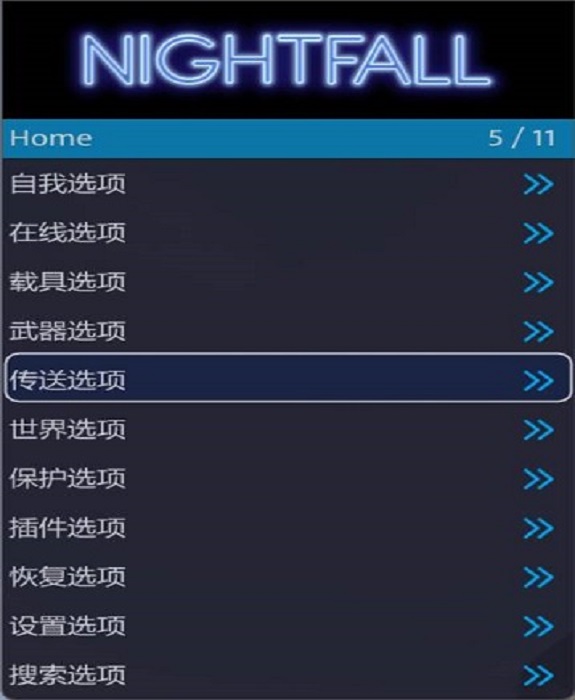 NIGHTFALL
Home 5 / 11
自我选项
在线选项
载具选项
武器选项
传送选项
世界选项
保护选项
插件选项
恢复选项
设置选项
搜索选项